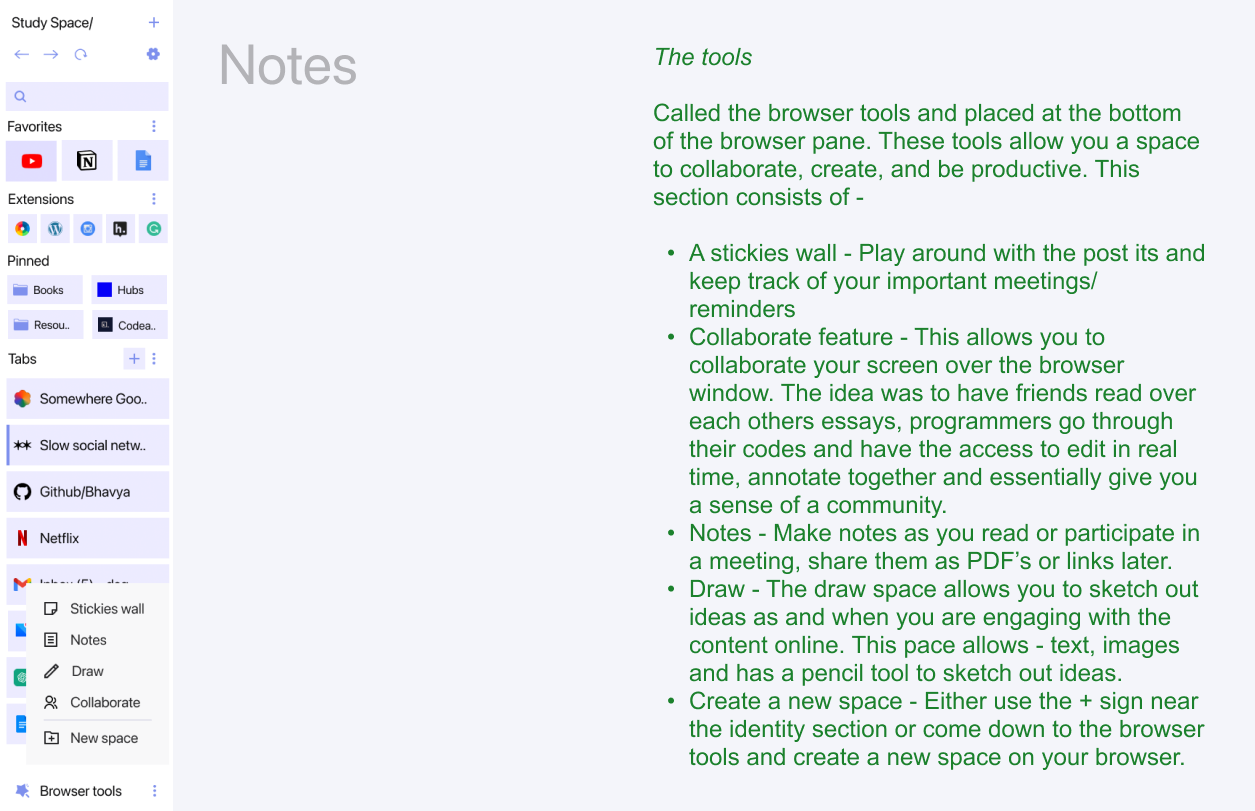 Study Space/
Favorites
Extensions
Pinned
Books
Hubs
Resou..
Codea..
Tabs
Somewhere Goo..
Slow social netw..
Github/Bhavya
Netflix
Stickies wall
Notes
Draw
Collaborate
New space
Browser tools
Notes
The tools
Called the browser tools and placed at the bottom
of the browser pane. These tools allow you a space
to collaborate, create, and be productive. This
section consists of -
• A stickies wall - Play around with the post its and
keep track of your important meetings/
reminders
• Collaborate feature - This allows you to
collaborate your screen over the browser
window. The idea was to have friends read over
each others essays, programmers go through
their codes and have the access to edit in real
time, annotate together and essentially give you
a sense of a community.
• Notes - Make notes as you read or participate in
a meeting, share them as PDF’s or links later.
• Draw - The draw space allows you to sketch out
ideas as and when you are engaging with the
content online. This pace allows - text, images
and has a pencil tool to sketch out ideas.
• Create a new space - Either use the + sign near
the identity section or come down to the browser
tools and create a new space on your browser.